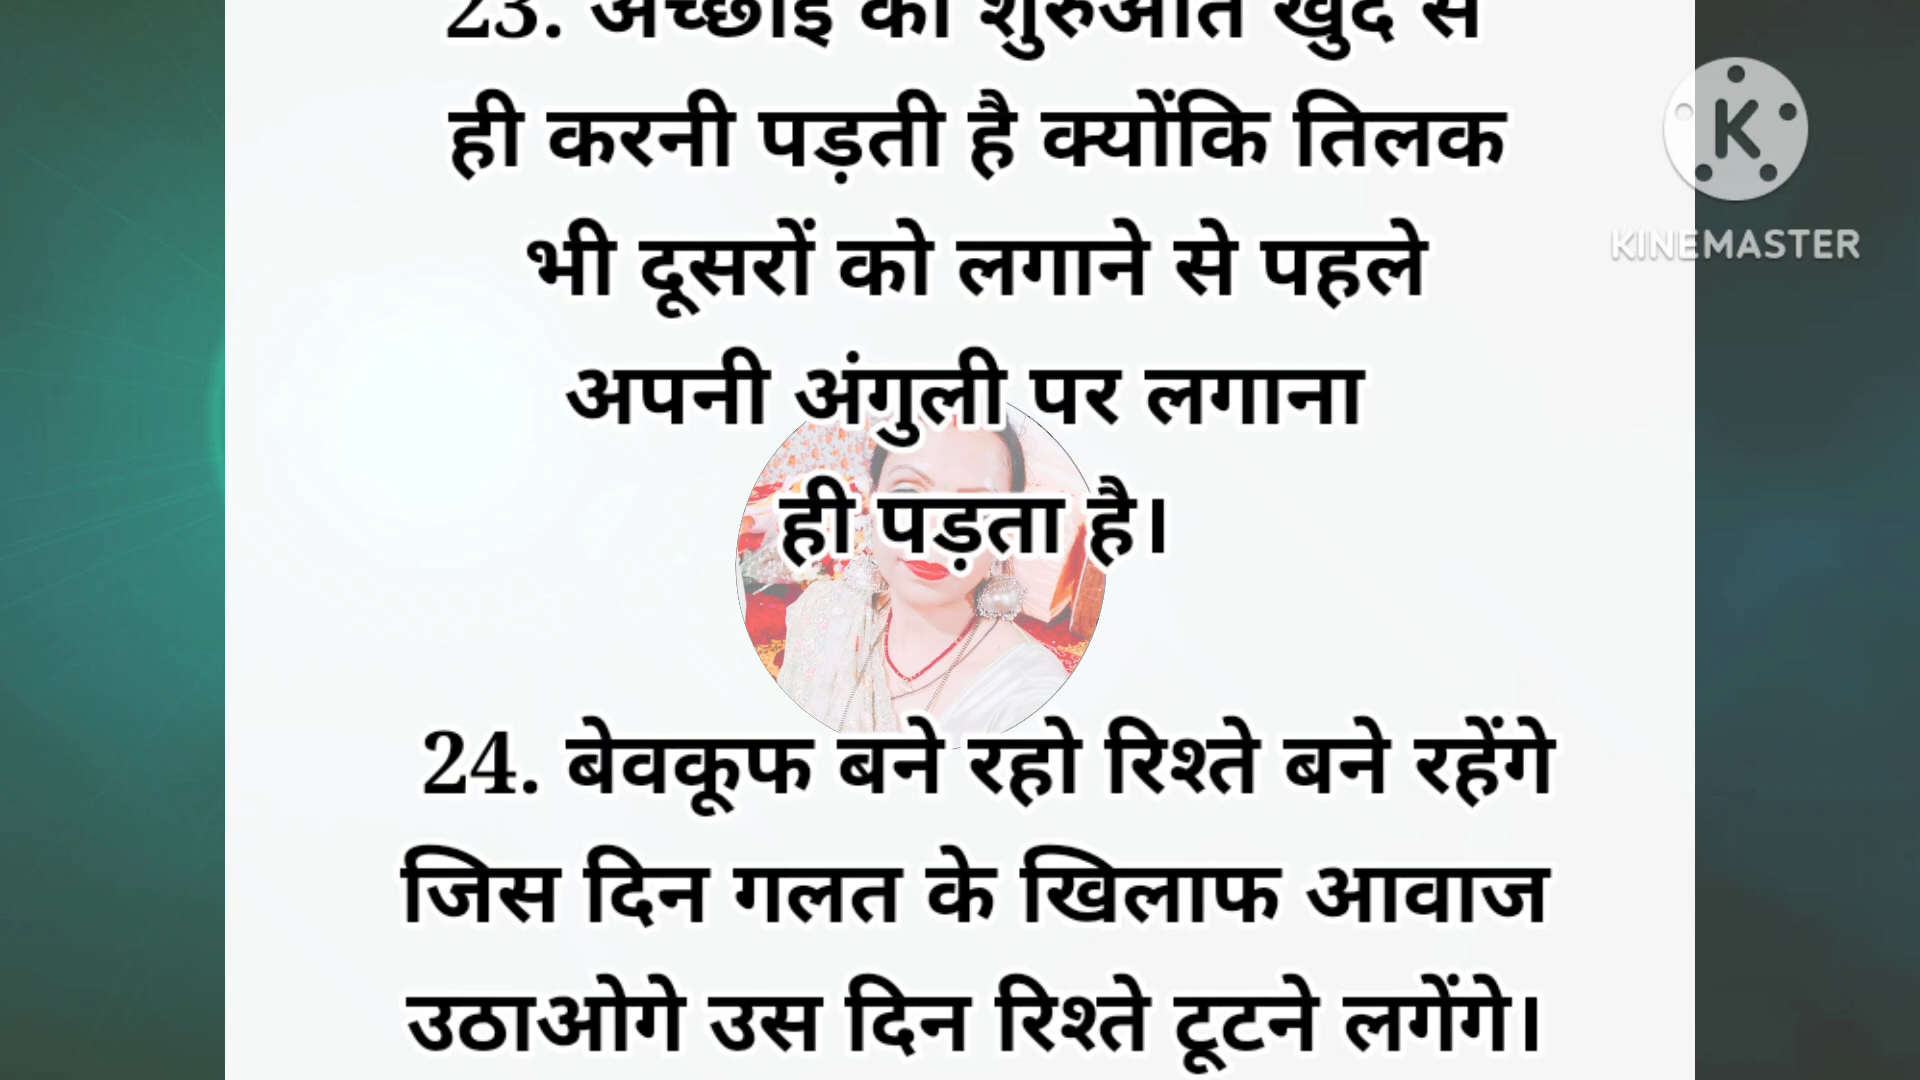 23. अच्छाई की शुरुआत खुद से
ही करनी पड़ती है क्योंकि तिलक
भी दूसरों को लगाने से पहले
अपनी अंगुली पर लगाना
ही पड़ता है।
24. बेवकूफ बने रहो रिश्ते बने रहेंगे
जिस दिन गलत के खिलाफ आवाज
उठाओगे उस दिन रिश्ते टूटने लगेंगे।
K
KINEMASTER